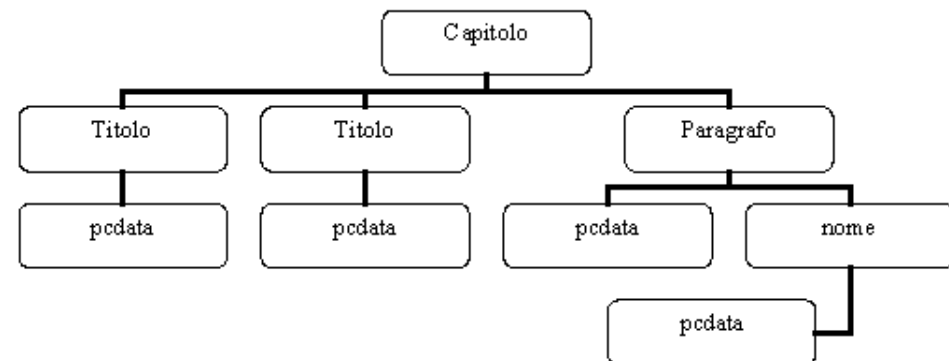 Capitolo
Titolo
Titolo
Paragrafo
pcdata
pcdata
pcdata
nome
pcdata